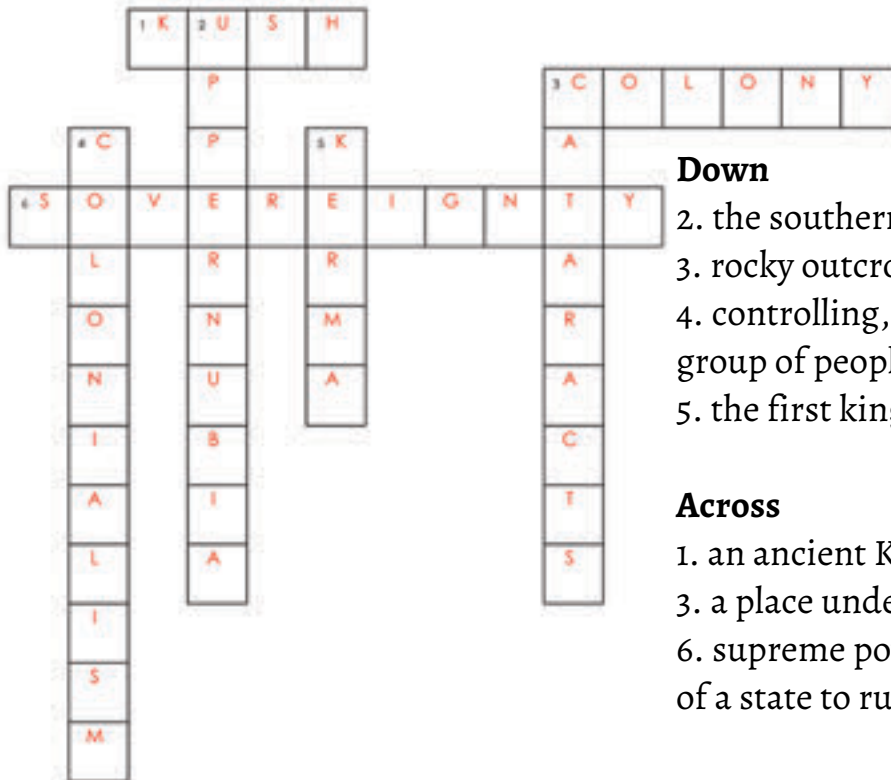 1 K 2 U S H
P 3 C O L O N Y
4 C P 5 K A
6 S O V E R E I G N T Y
L R R A
O N M R
N U A A
I B C
A I T
L A S
I
S
M
Down
2. the southern
3. rocky outcro
4. controlling,
group of peopl
5. the first king
Across
1. an ancient K
3. a place unde
6. supreme po
of a state to ru